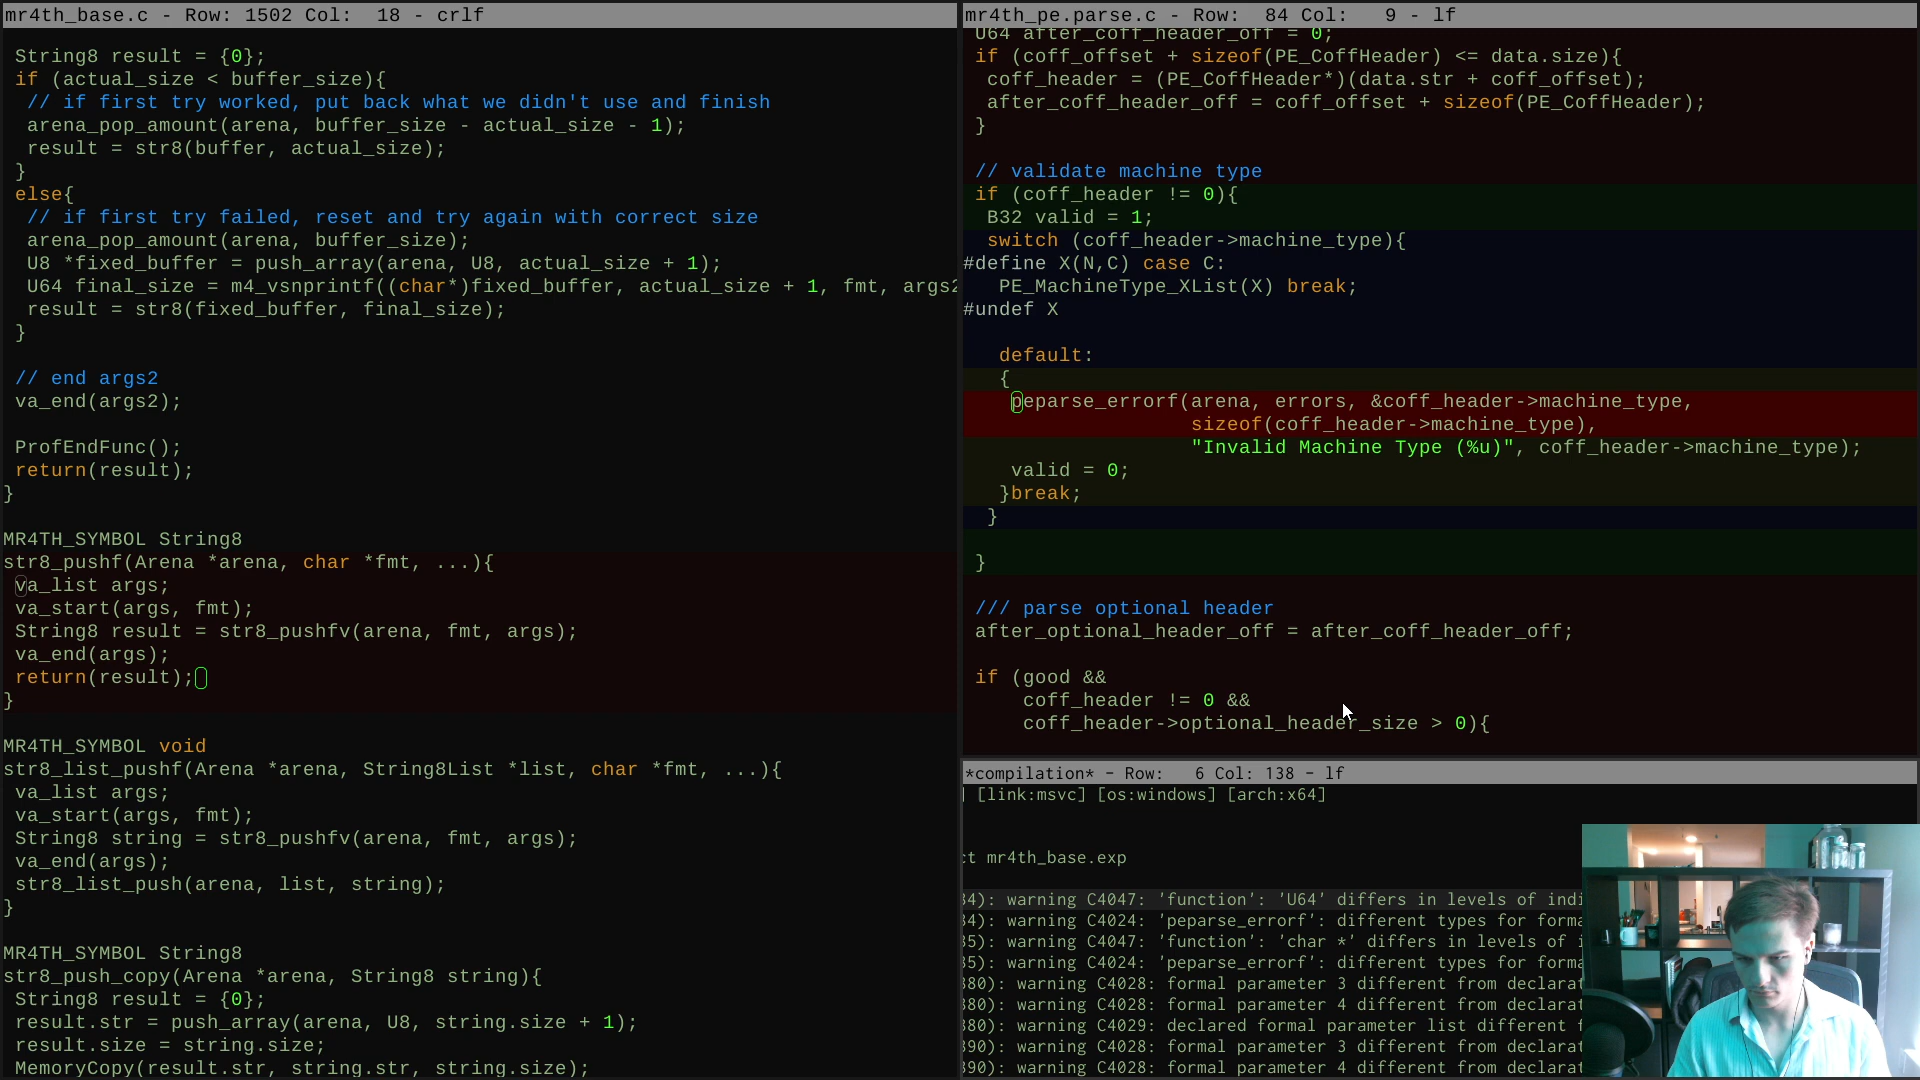 mr4th_base.c - Row: 1502 Col:  18 - crlf
String8 result = {0};
if (actual_size < buffer_size){
// if first try worked, put back what we didn't use and finish
arena_pop_amount(arena, buffer_size - actual_size - 1);
result = str8(buffer, actual_size);
}
else{
// if first try failed, reset and try again with correct size
arena_pop_amount(arena, buffer_size);
U8 *fixed_buffer = push_array(arena, U8, actual_size + 1);
U64 final_size = m4_vsnprintf((char*)fixed_buffer, actual_size + 1, fmt, args2
result = str8(fixed_buffer, final_size);
}
// end args2
va_end(args2);
ProfEndFunc();
return(result);
}
MR4TH_SYMBOL String8
str8_pushf(Arena *arena, char *fmt, ...){
va_list args;
va_start(args, fmt);
String8 result = str8_pushfv(arena, fmt, args);
va_end(args);
return(result);
}
MR4TH_SYMBOL void
str8_list_pushf(Arena *arena, String8List *list, char *fmt, ...){
va_list args;
va_start(args, fmt);
String8 string = str8_pushfv(arena, fmt, args);
va_end(args);
str8_list_push(arena, list, string);
}
MR4TH_SYMBOL String8
str8_push_copy(Arena *arena, String8 string){
String8 result = {0};
result.str = push_array(arena, U8, string.size + 1);
result.size = string.size;
MemoryCopy(result.str, string.str, string.size);
mr4th_pe.parse.c - Row:  84 Col:   9 - lf
U64 after_coff_header_off = 0;
if (coff_offset + sizeof(PE_CoffHeader) <= data.size){
coff_header = (PE_CoffHeader*)(data.str + coff_offset);
after_coff_header_off = coff_offset + sizeof(PE_CoffHeader);
}
// validate machine type
if (coff_header != 0){
B32 valid = 1;
switch (coff_header->machine_type){
#define X(N,C) case C:
PE_MachineType_XList(X) break;
#undef X
default:
{
peparse_errorf(arena, errors, &coff_header->machine_type,
sizeof(coff_header->machine_type),
"Invalid Machine Type (%u)", coff_header->machine_type);
valid = 0;
}break;
}
}
/// parse optional header
after_optional_header_off = after_coff_header_off;
if (good &&
coff_header != 0 &&
coff_header->optional_header_size > 0){
*compilation* - Row:   6 Col: 138 - lf
] [link:msvc] [os:windows] [arch:x64]
ct mr4th_base.exp
34): warning C4047: 'function': 'U64' differs in levels of indi
34): warning C4024: 'peparse_errorf': different types for forma
35): warning C4047: 'function': 'char *' differs in levels of i
35): warning C4024: 'peparse_errorf': different types for forma
380): warning C4028: formal parameter 3 different from declarat
380): warning C4028: formal parameter 4 different from declarat
380): warning C4029: declared formal parameter list different f
390): warning C4028: formal parameter 3 different from declarat
390): warning C4028: formal parameter 4 different from declarat